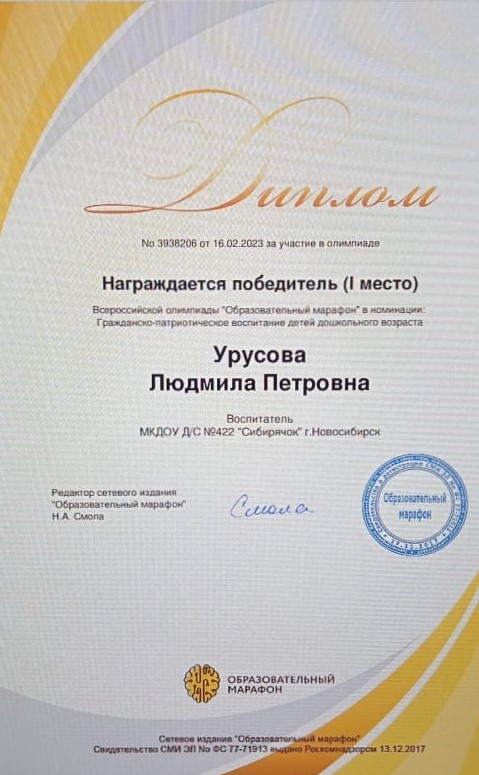 Диплом
No 3938206 от 16.02.2023 за участие в олимпиаде
Награждается победитель (I место)
Всероссийской олимпиады "Образовательный марафон" в номинации:
Гражданско-патриотическое воспитание детей дошкольного возраста
Урусова
Людмила Петровна
Воспитатель
МКДОУ Д/С №422 "Сибирячок" г.Новосибирск
Редактор сетевого издания
"Образовательный марафон"
Н.А. Смола
Смола
Образовательный
марафон
ОБРАЗОВАТЕЛЬНЫЙ
МАРАФОН
Сетевое издание "Образовательный марафон"
Свидетельство СМИ ЭЛ No ФС 77-71913 выдано Роскомнадзором 13.12.2017